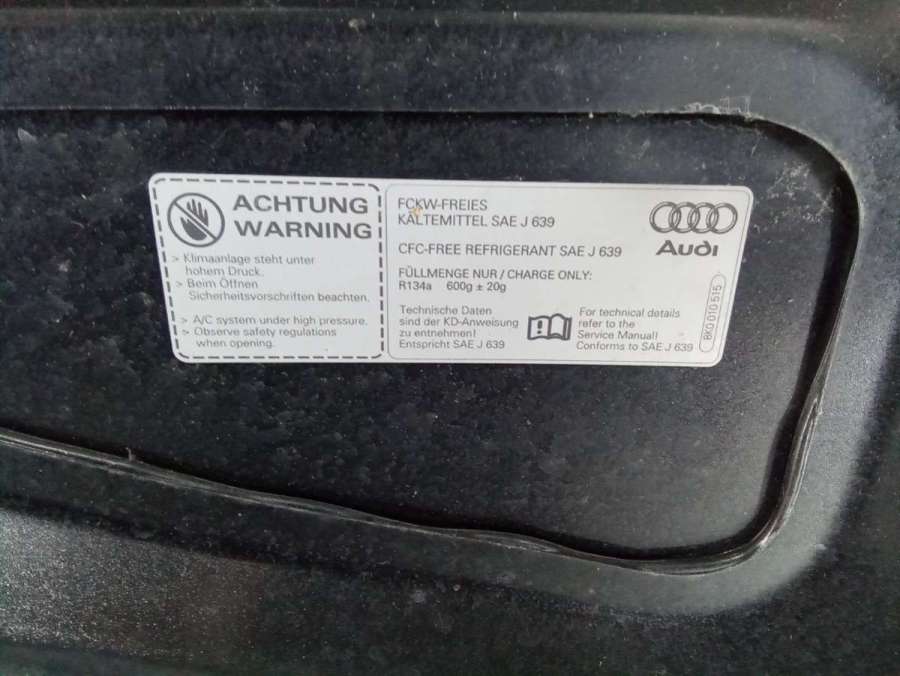 ACHTUNG
WARNING
> Klimaanlage steht unter
hohem Druck.
> Beim Öffnen
Sicherheitsvorschriften beachten.
> A/C system under high pressure.
> Observe safety regulations
when opening.
FCKW-FREIES
KÄLTEMITTEL SAE J 639
CFC-FREE REFRIGERANT SAE J 639
FÜLLMENGE NUR / CHARGE ONLY:
R134a 600g ± 20g
Technische Daten
sind der KD-Anweisung
zu entnehmen!
Entspricht SAE J 639
For technical details
refer to the
Service Manual!
Conforms to SAE J 639
Audi
8K0 010 515